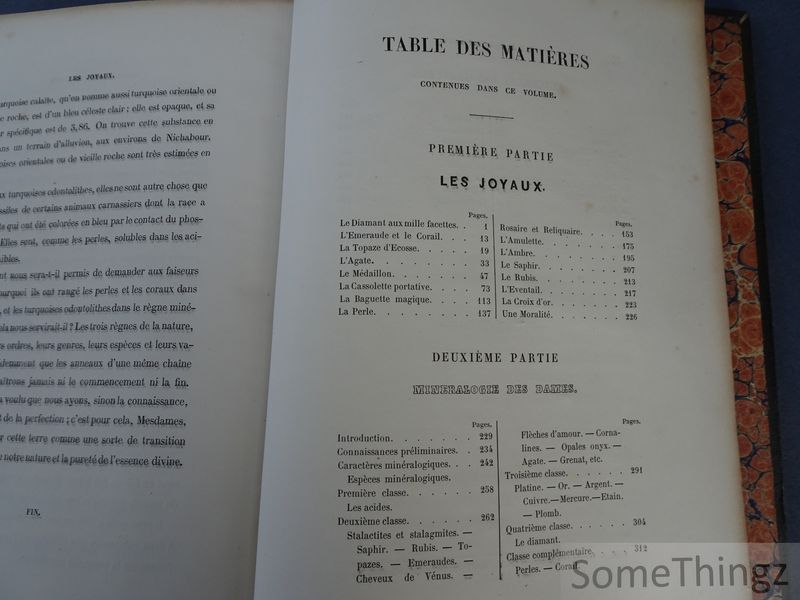 LES JOYAUX.
turquoise calaïte, qu'on nomme aussi turquoise orientale ou
roche, est d'un bleu céleste clair : elle est opaque, et sa
spécifique est de 3,86. On trouve cette substance en
un terrain d'alluvion, aux environs de Nichabour.
orientales ou de vieille roche sont très estimées en
turquoises odontolithes, elles ne sont autre chose que
de certains animaux carnassiers dont la race a
qui ont été colorées en bleu par le contact du phos-
Elles sont, comme les perles, solubles dans les aci-
nous sera-t-il permis de demander aux faiseurs
pourquoi ils ont rangé les perles et les coraux dans
et les turquoises odontolithes dans le règne miné-
nous servirait-il ? Les trois règnes de la nature,
ordres, leurs genres, leurs espèces et leurs va-
que les anneaux d'une même chaîne
jamais ni le commencement ni la fin.
voulu que nous ayons, sinon la connaissance,
de la perfection ; c'est pour cela, Mesdames,
cette terre comme une sorte de transition
notre nature et la pureté de l'essence divine.
FIN.
TABLE DES MATIÈRES
CONTENUES DANS CE VOLUME.
PREMIÈRE PARTIE
LES JOYAUX.
Pages.
Le Diamant aux mille facettes. . 1
L'Emeraude et le Corail. . . 13
La Topaze d'Ecosse. . . . 19
L'Agate. . . . . . . 33
Le Médaillon. . . . . . 47
La Cassolette portative. . . 73
La Baguette magique. . . . 113
La Perle. . . . . . . 137
Pages.
Rosaire et Reliquaire. . . . 153
L'Amulette. . . . . . . 175
L'Ambre. . . . . . . 195
Le Saphir. . . . . . . 207
Le Rubis. . . . . . . 213
L'Eventail. . . . . . . 217
La Croix d'or. . . . . . 223
Une Moralité. . . . . . 226
DEUXIÈME PARTIE
MINERALOGIE DES DAMES.
Pages.
Introduction. . . . . . . 229
Connaissances préliminaires. . 234
Caractères minéralogiques. . . 242
Espèces minéralogiques.
Première classe. . . . . . 258
Les acides.
Deuxième classe. . . . . . 262
Stalactites et stalagmites. —
Saphir. — Rubis. — To-
pazes. — Emeraudes. —
Cheveux de Vénus. —
Pages.
Flèches d'amour. — Corna-
lines. — Opales onyx. —
Agate. — Grenat, etc.
Troisième classe. . . . . . 291
Platine. — Or. — Argent. —
Cuivre.—Mercure.—Etain.
— Plomb.
Quatrième classe. . . . . . 304
Le diamant.
Classe complémentaire. . . . 312
Perles. — Corail.
SomeThingz